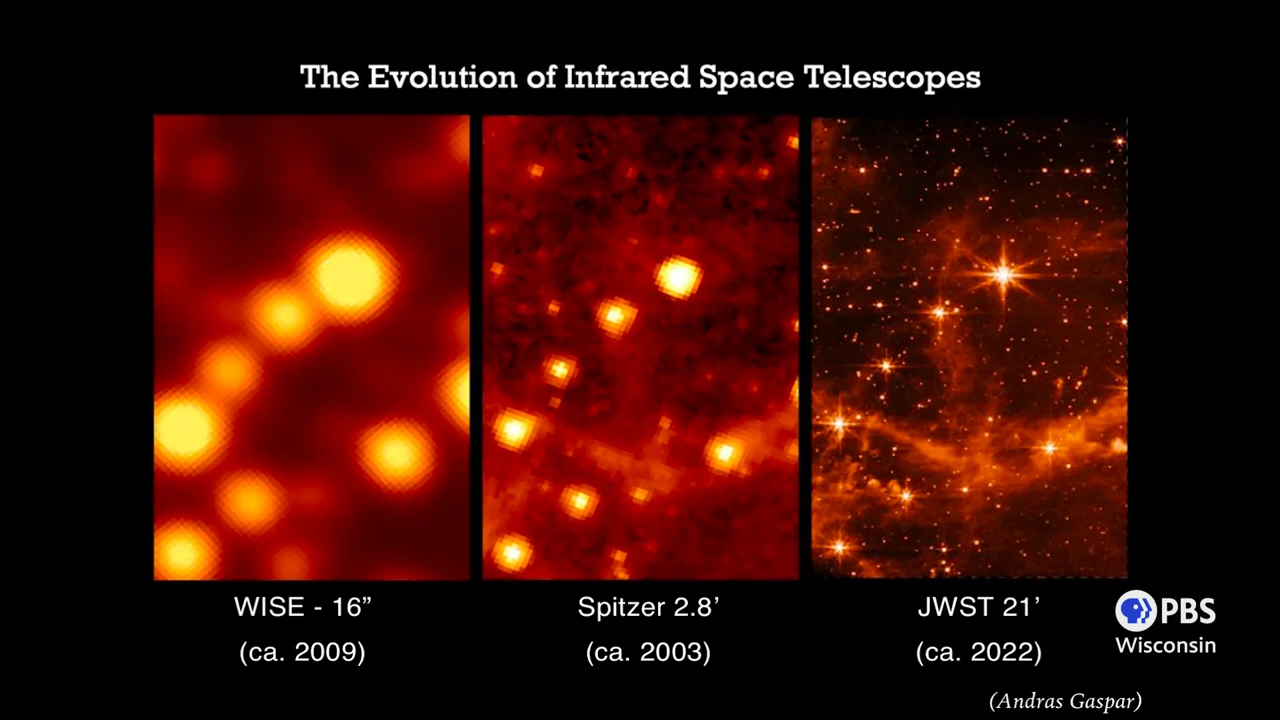 The Evolution of Infrared Space Telescopes
WISE - 16”
(ca. 2009)
Spitzer 2.8’
(ca. 2003)
JWST 21’
(ca. 2022)
PBS
Wisconsin
(Andras Gaspar)